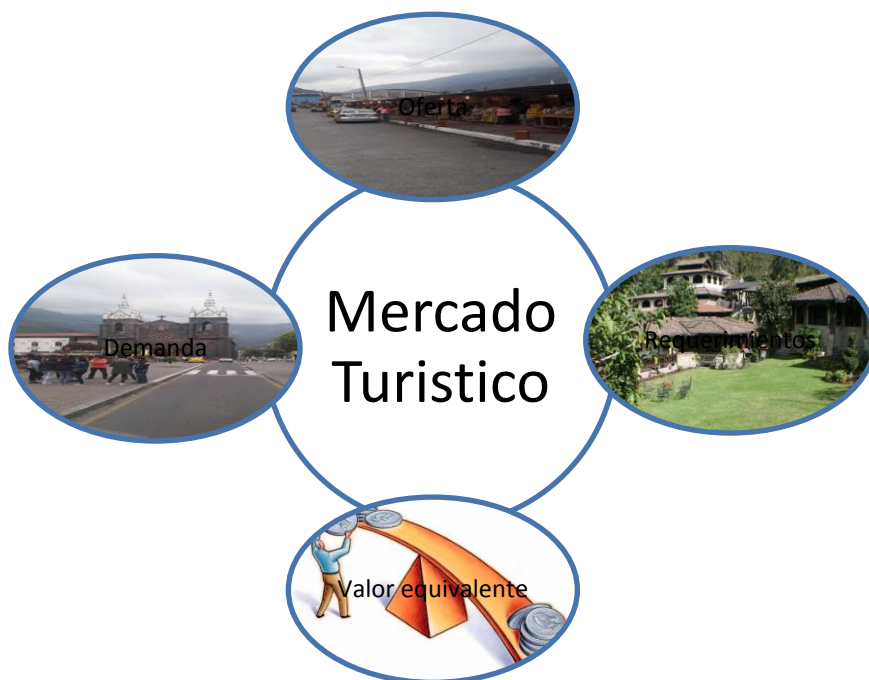 Oferta
Mercado
Turistico
Demanda
Requerimientos
Valor equivalente